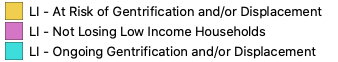 LI - At Risk of Gentrification and/or Displacement
LI - Not Losing Low Income Households
LI - Ongoing Gentrification and/or Displacement